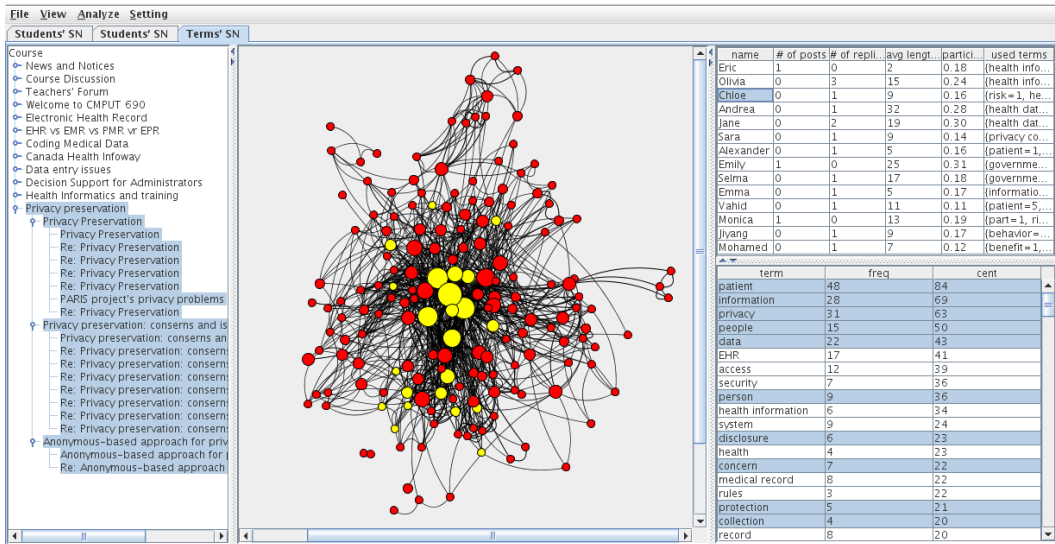 File View Analyze Setting
Students' SN Students' SN Terms' SN
Course
News and Notices
Course Discussion
Teachers' Forum
Welcome to CMPUT 690
Electronic Health Record
EHR vs EMR vs PMR vr EPR
Coding Medical Data
Canada Health Infoway
Data entry issues
Decision Support for Administrators
Health Informatics and training
Privacy preservation
Privacy Preservation
Privacy Preservation
Re: Privacy Preservation
Re: Privacy Preservation
Re: Privacy Preservation
Re: Privacy Preservation
PARIS project's privacy problems
Re: Privacy Preservation
Privacy preservation: conserns and is
Privacy preservation: conserns an
Re: Privacy preservation: conserns
Re: Privacy preservation: conserns
Re: Privacy preservation: conserns
Re: Privacy preservation: conserns
Re: Privacy preservation: conserns
Re: Privacy preservation: conserns
Re: Privacy preservation: conserns
Anonymous-based approach for priv
Anonymous-based approach for p
Re: Anonymous-based approach
name # of posts # of repli... avg lengt... partici... used terms
Eric 1 0 2 0.18 {health info...
Olivia 0 3 15 0.24 {health info...
Chloe 0 1 9 0.16 {risk=1, he...
Andrea 0 1 32 0.28 {health dat...
Jane 0 2 19 0.30 {health dat...
Sara 0 1 9 0.14 {privacy co...
Alexander 0 1 5 0.16 {patient=1,...
Emily 1 0 25 0.31 {governme...
Selma 0 1 17 0.18 {governme...
Emma 0 1 5 0.17 {informatio...
Vahid 0 1 11 0.11 {patient=5,...
Monica 1 0 13 0.19 {part=1, ri...
Jiyang 0 1 9 0.17 {behavior=...
Mohamed 0 1 7 0.12 {benefit=1,...
term freq cent
patient 48 84
information 28 69
privacy 31 63
people 15 50
data 22 43
EHR 17 41
access 12 39
security 7 36
person 9 36
health information 6 34
system 9 24
disclosure 6 23
health 4 23
concern 7 22
medical record 8 22
rules 3 22
protection 5 21
collection 4 20
record 8 20